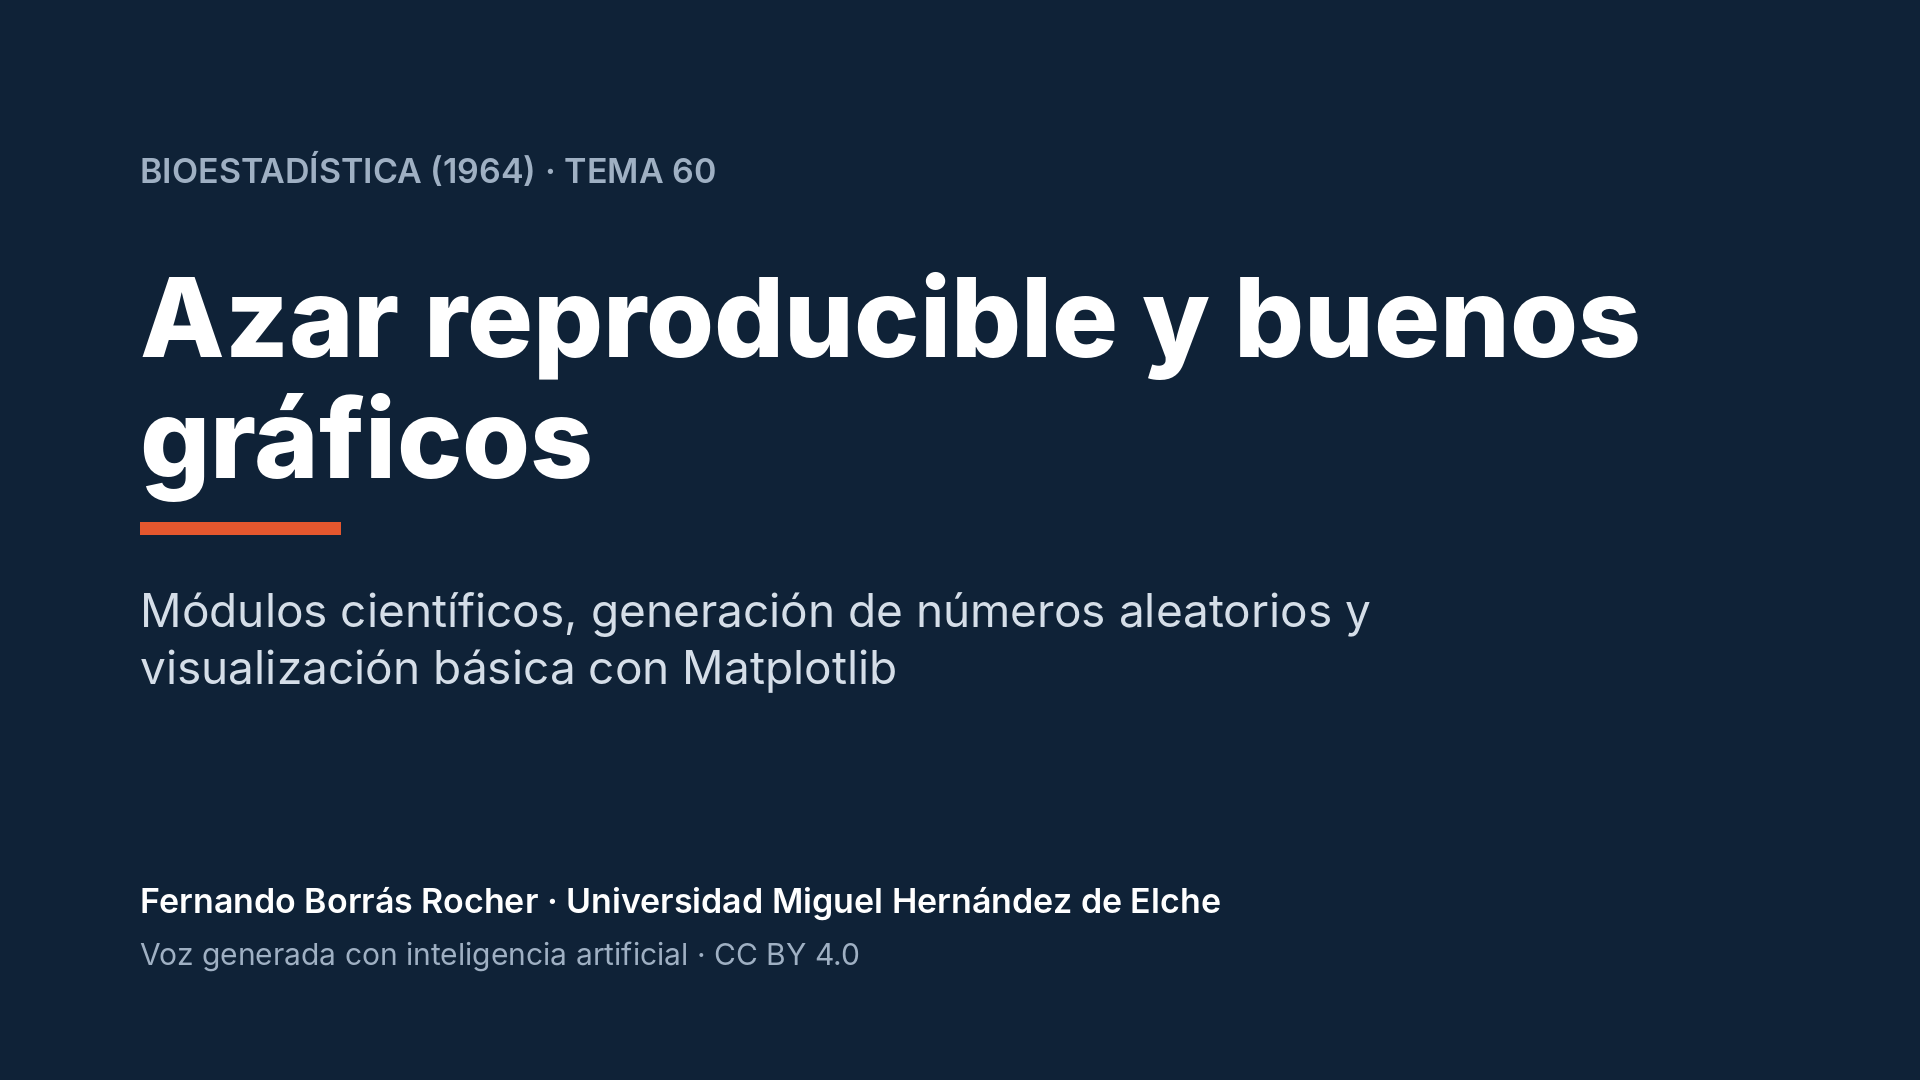 BIOESTADÍSTICA (1964) · TEMA 60
Azar reproducible y buenos
gráficos
Módulos científicos, generación de números aleatorios y
visualización básica con Matplotlib
Fernando Borrás Rocher · Universidad Miguel Hernández de Elche
Voz generada con inteligencia artificial · CC BY 4.0